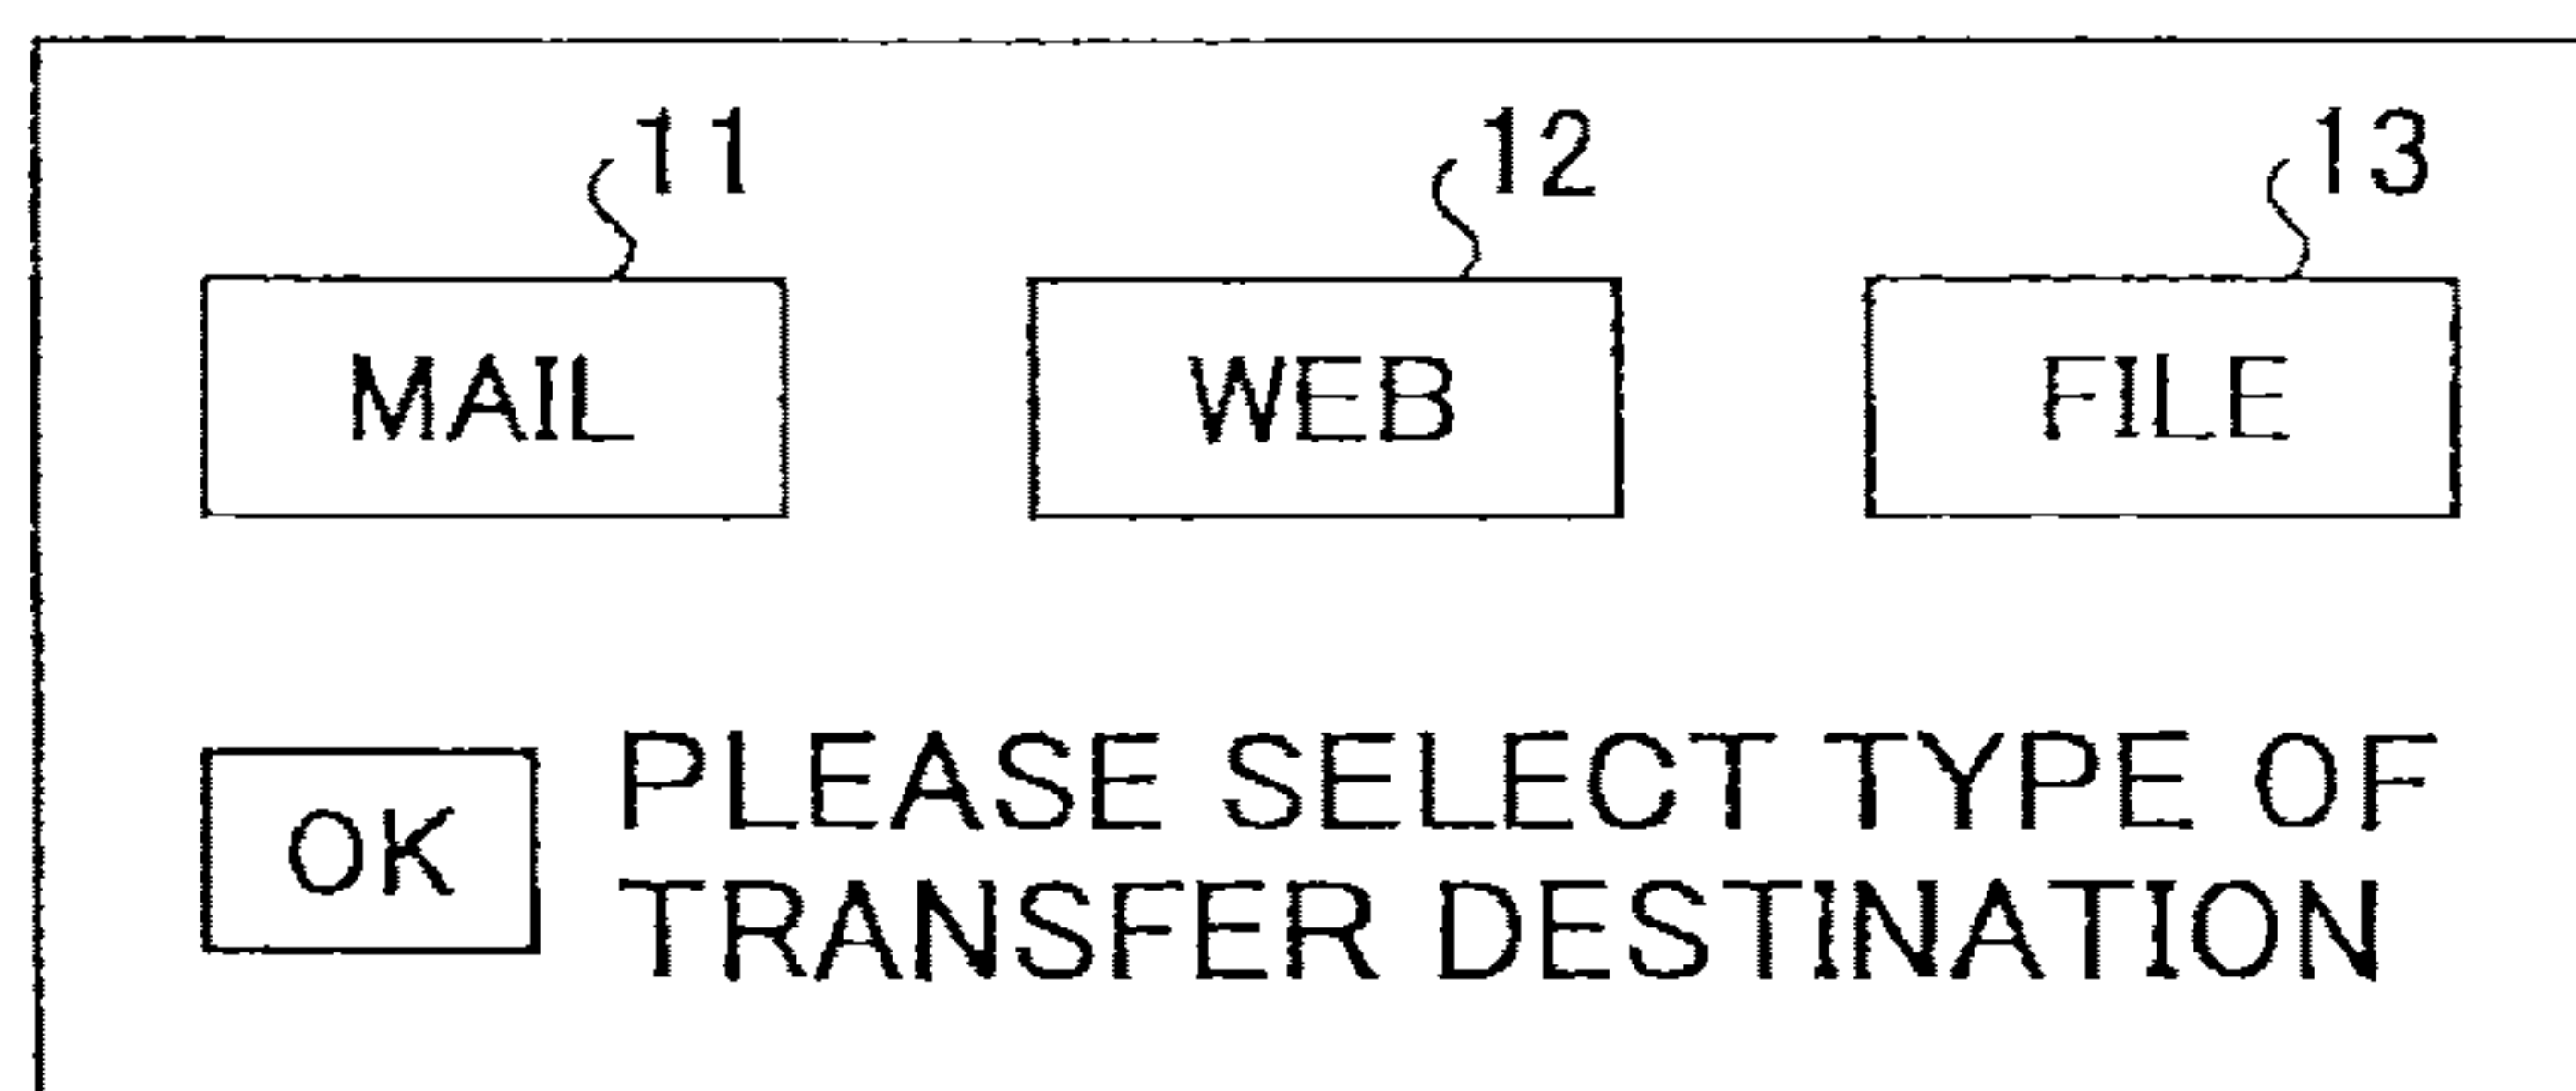 11 12 13
MAIL WEB FILE
OK PLEASE SELECT TYPE OF
TRANSFER DESTINATION